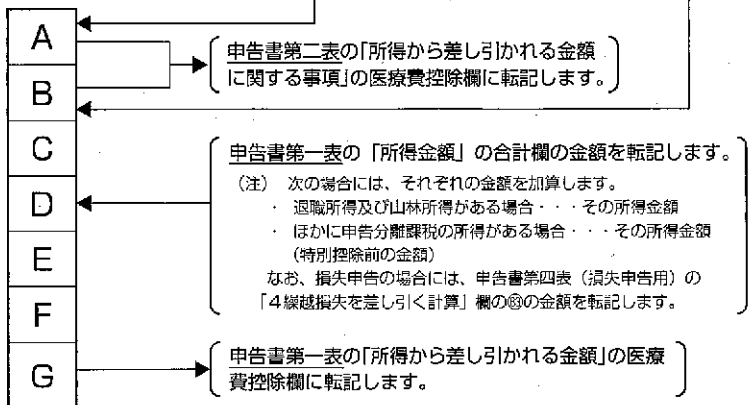 A
申告書第二表の「所得から差し引かれる金額
に関する事項」の医療費控除欄に転記します。
B
C
申告書第一表の「所得金額」の合計欄の金額を転記します。
(注) 次の場合には、それぞれの金額を加算します。
・ 退職所得及び山林所得がある場合・・・その所得金額
D
・ ほかに申告分離課税の所得がある場合・・・その所得金額
(特別控除前の金額)
E
なお、損失申告の場合には、申告書第四表(損失申告用)の
「4繰越損失を差し引く計算」欄の の金額を転記します。
F
申告書第一表の「所得から差し引かれる金額」の医療
G
費控除欄に転記します。